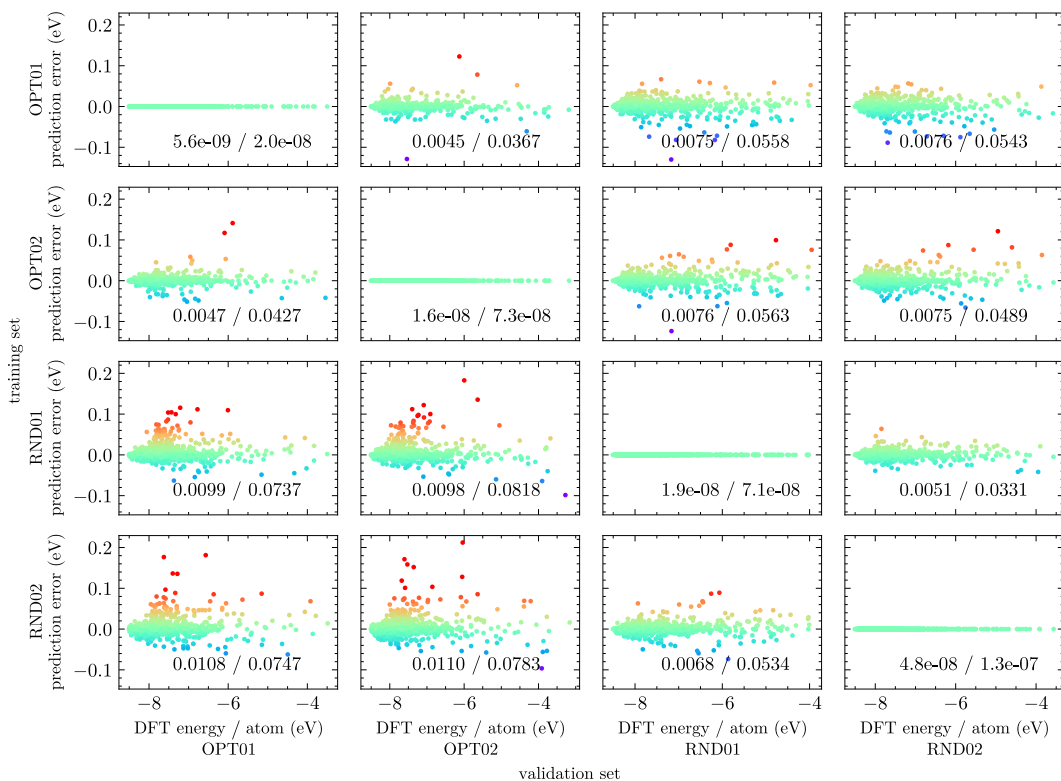 training set
OPT01
prediction error (eV)
0.2
0.1
0.0
−0.1
5.6e-09 / 2.0e-08
0.0045 / 0.0367
0.0075 / 0.0558
0.0076 / 0.0543
OPT02
prediction error (eV)
0.2
0.1
0.0
−0.1
0.0047 / 0.0427
1.6e-08 / 7.3e-08
0.0076 / 0.0563
0.0075 / 0.0489
RND01
prediction error (eV)
0.2
0.1
0.0
−0.1
0.0099 / 0.0737
0.0098 / 0.0818
1.9e-08 / 7.1e-08
0.0051 / 0.0331
RND02
prediction error (eV)
0.2
0.1
0.0
−0.1
0.0108 / 0.0747
0.0110 / 0.0783
0.0068 / 0.0534
4.8e-08 / 1.3e-07
−8 −6 −4
DFT energy / atom (eV)
OPT01
−8 −6 −4
DFT energy / atom (eV)
OPT02
−8 −6 −4
DFT energy / atom (eV)
RND01
−8 −6 −4
DFT energy / atom (eV)
RND02
validation set